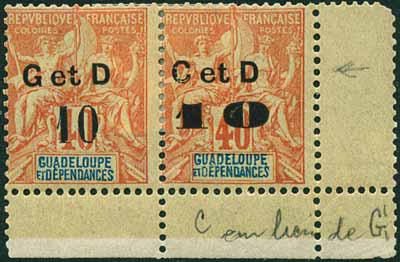 REPUBLIQUE FRANÇAISE
COLONIES POSTES
G et D
10
GUADELOUPE
ET DÉPENDANCES
REPUBLIQUE FRANÇAISE
COLONIES POSTES
C et D
10
40
GUADELOUPE
ET DÉPENDANCES
C en lieu de G